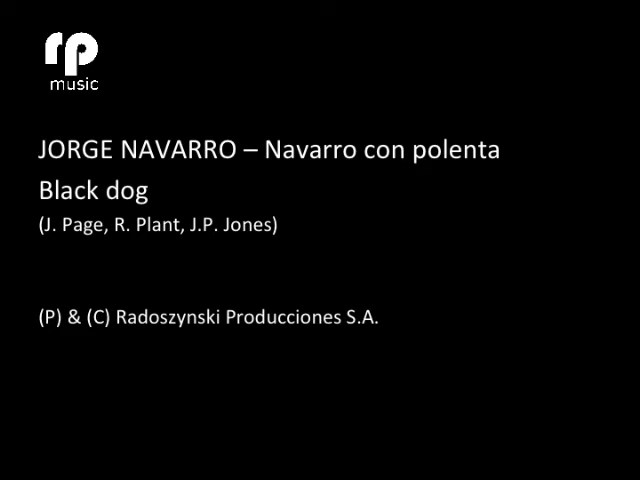 rp
music
JORGE NAVARRO – Navarro con polenta
Black dog
(J. Page, R. Plant, J.P. Jones)
(P) & (C) Radoszynski Producciones S.A.